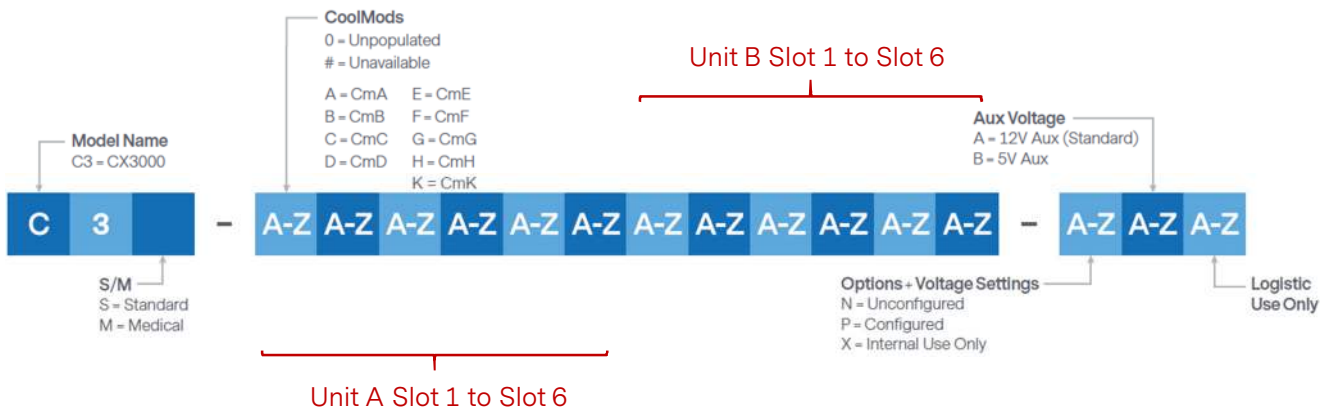 CoolMods
0 = Unpopulated
# = Unavailable
A = CmA E = CmE
B = CmB F = CmF
C = CmC G = CmG
D = CmD H = CmH
K = CmK
Unit B Slot 1 to Slot 6
Model Name
C3 = CX3000
Aux Voltage
A = 12V Aux (Standard)
B = 5V Aux
C 3 - A-Z A-Z A-Z A-Z A-Z A-Z A-Z A-Z A-Z A-Z A-Z A-Z - A-Z A-Z A-Z
S/M
S = Standard
M = Medical
Options + Voltage Settings
N = Unconfigured
P = Configured
X = Internal Use Only
Logistic
Use Only
Unit A Slot 1 to Slot 6